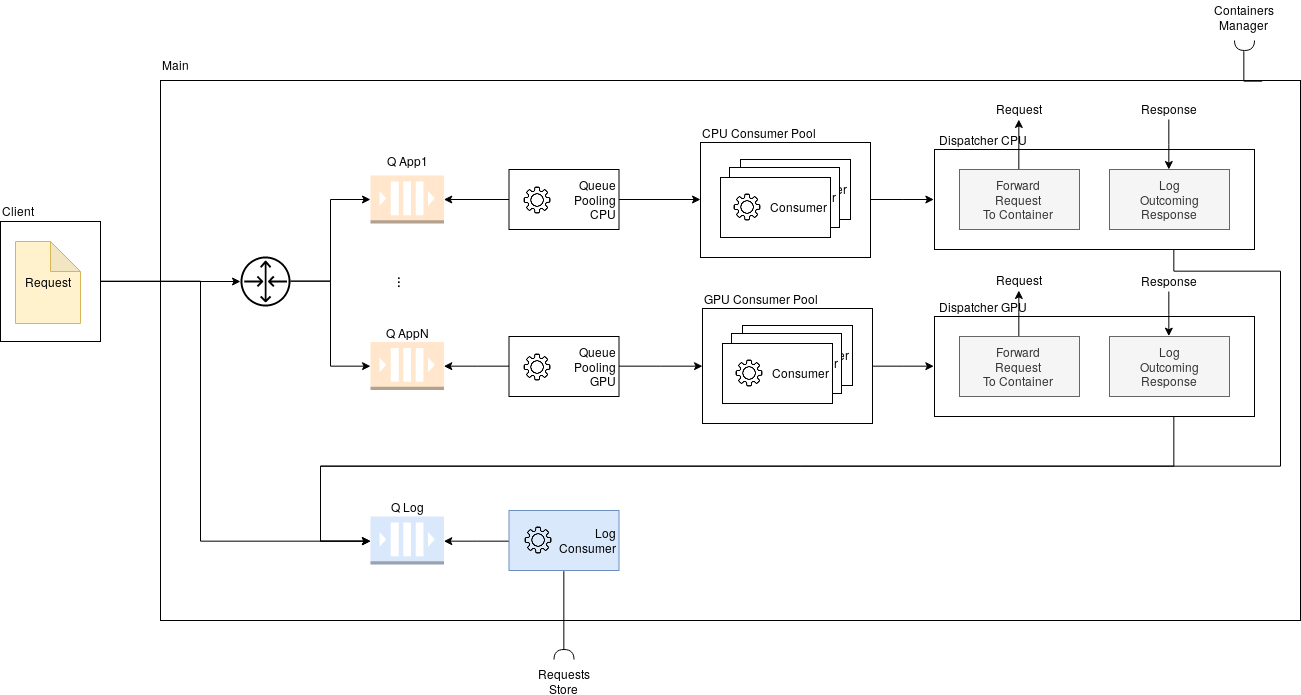 Containers
Manager
Main
CPU Consumer Pool
Request
Response
Dispatcher CPU
Q App1
Queue
Pooling
CPU
er
r
Consumer
Forward
Request
To Container
Log
Outcoming
Response
Client
Request
⋮
GPU Consumer Pool
Request
Response
Dispatcher GPU
Q AppN
Queue
Pooling
GPU
er
r
Consumer
Forward
Request
To Container
Log
Outcoming
Response
Q Log
Log
Consumer
Requests
Store